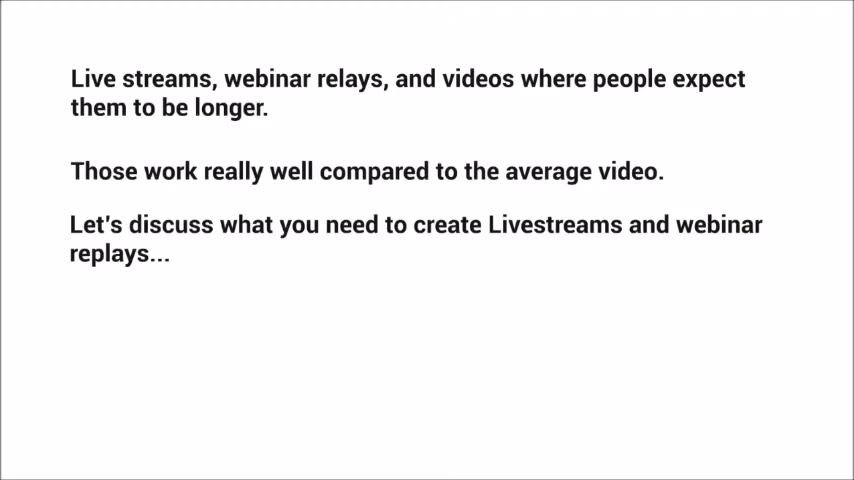 Live streams, webinar relays, and videos where people expect
them to be longer.
Those work really well compared to the average video.
Let's discuss what you need to create Livestreams and webinar
replays...